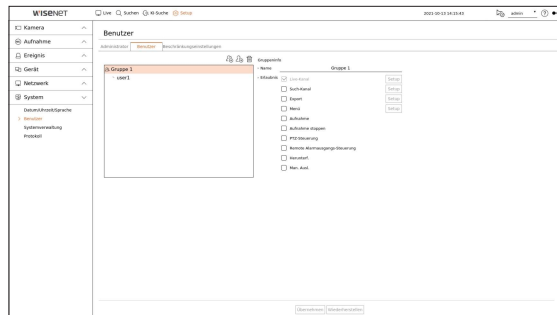 WISENET Live Suchen KI-Suche Setup 2021-10-13 14:15:43 admin
Kamera
Aufnahme
Ereignis
Gerät
Netzwerk
System
Datum/Uhrzeit/Sprache
Benutzer
Systemverwaltung
Protokoll
Benutzer
Administrator Benutzer Beschränkungseinstellungen
Gruppe 1
user1
Gruppeninfo
Name Gruppe 1
Erlaubnis Live-Kanal Setup
Such-Kanal Setup
Export Setup
Menü Setup
Aufnahme
Aufnahme stoppen
PTZ-Steuerung
Remote Alarmausgangs-Steuerung
Herunterf.
Man. Ausl.
Übernehmen Wiederherstellen